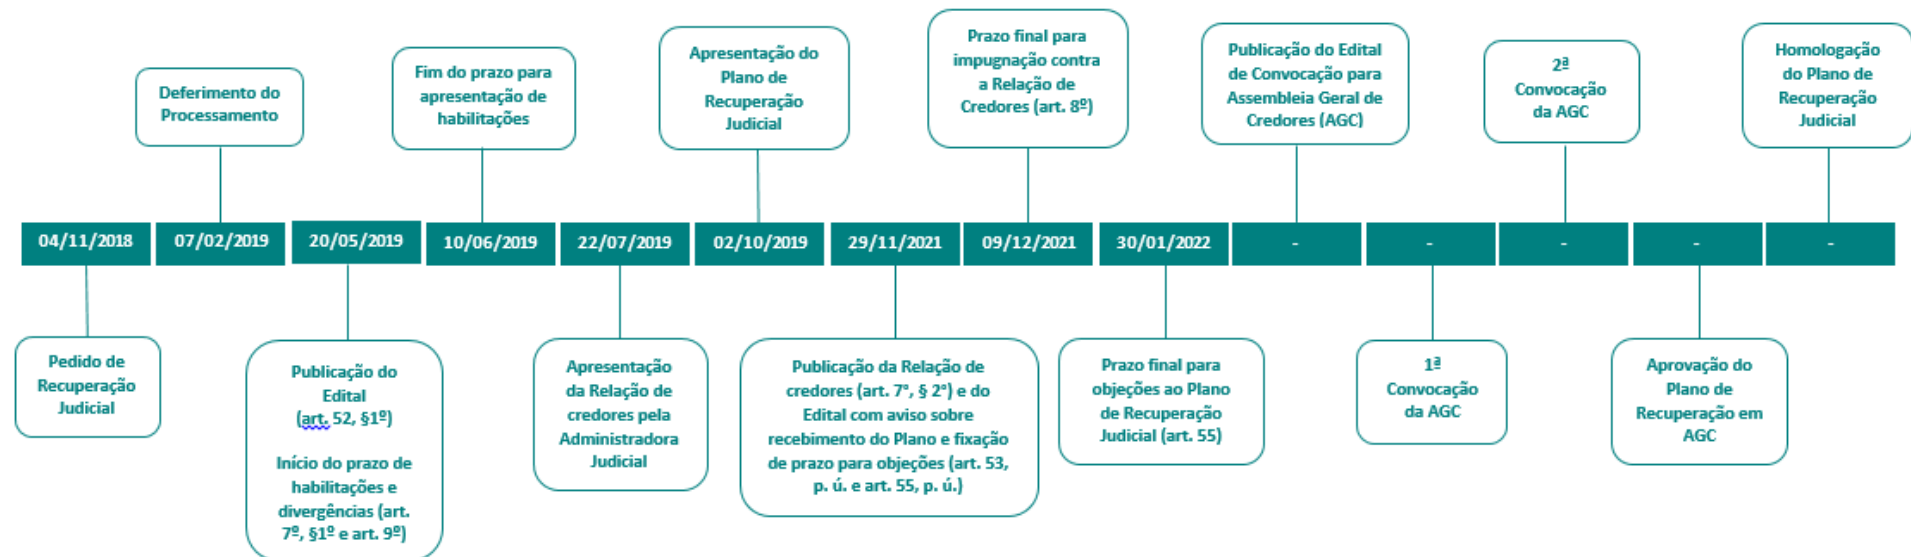 Deferimento do
Processamento
Fim do prazo para
apresentação de
habilitações
Apresentação do
Plano de
Recuperação
Judicial
Prazo final para
impugnação contra
a Relação de
Credores (art. 8º)
Publicação do Edital
de Convocação para
Assembleia Geral de
Credores (AGC)
2ª
Convocação
da AGC
Homologação
do Plano de
Recuperação
Judicial
04/11/2018
07/02/2019
20/05/2019
10/06/2019
22/07/2019
02/10/2019
29/11/2021
09/12/2021
30/01/2022
-
-
-
-
-
Pedido de
Recuperação
Judicial
Publicação do
Edital
(art. 52, §1º)
Início do prazo de
habilitações e
divergências (art.
7º, §1º e art. 9º)
Apresentação
da Relação de
credores pela
Administradora
Judicial
Publicação da Relação de
credores (art. 7°, § 2°) e do
Edital com aviso sobre
recebimento do Plano e fixação
de prazo para objeções (art. 53,
p. ú. e art. 55, p. ú.)
Prazo final para
objeções ao Plano
de Recuperação
Judicial (art. 55)
1ª
Convocação
da AGC
Aprovação do
Plano de
Recuperação em
AGC